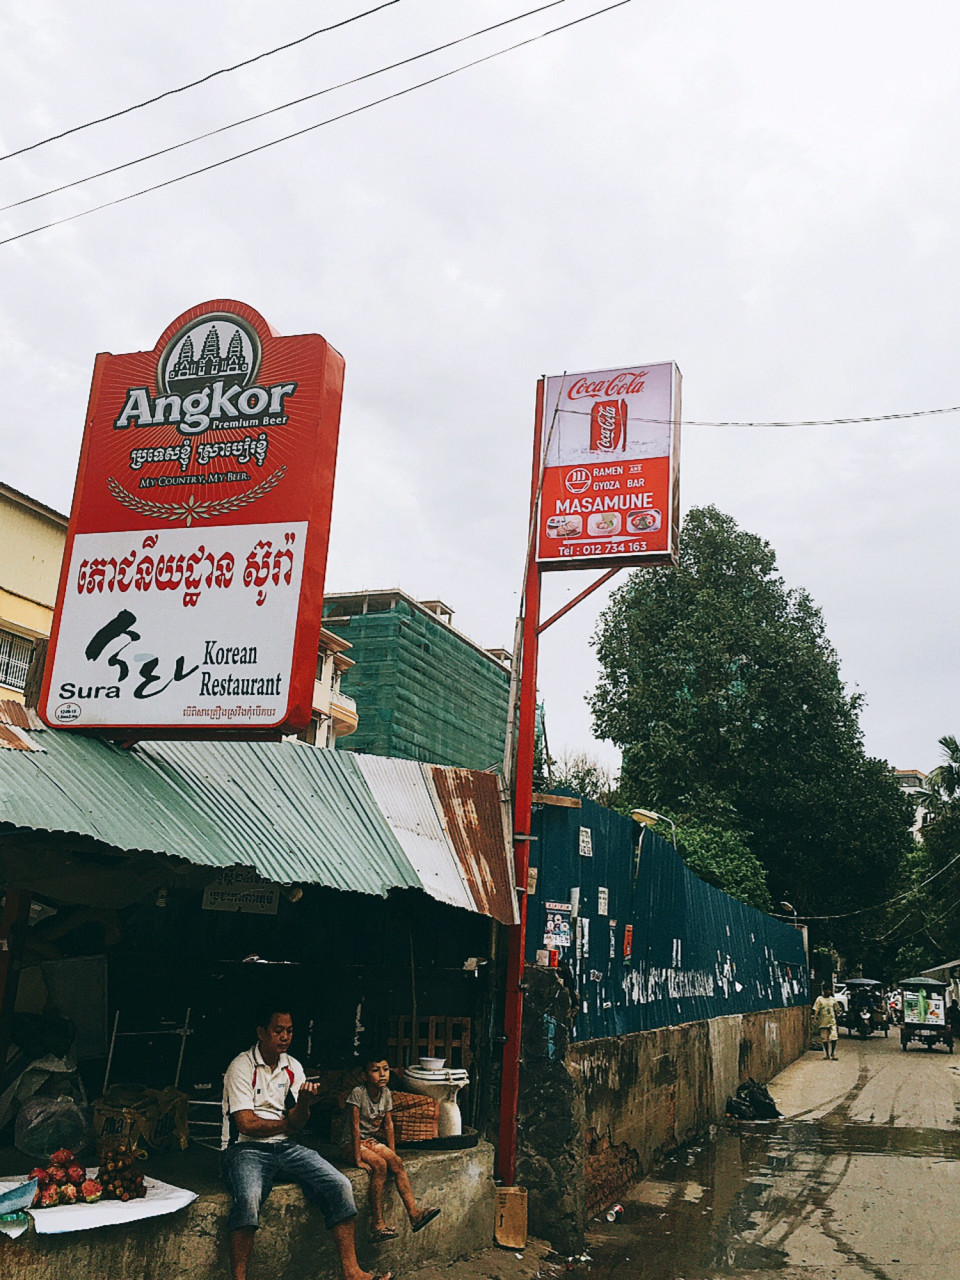 Angkor
Premium Beer
ប្រទេសខ្ញុំ ស្រាបៀរខ្ញុំ
MY COUNTRY, MY BEER.
ភោជនីយដ្ឋាន ស៊ូរ៉ា
Sura
Korean
Restaurant
Coca-Cola
Coca-Cola
RAMEN AND
GYOZA BAR
MASAMUNE
Tel : 012 734 163